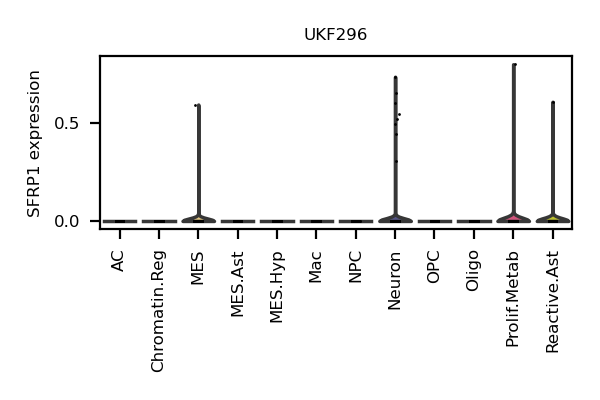 UKF296
SFRP1 expression
0.5
0.0
AC
Chromatin.Reg
MES
MES.Ast
MES.Hyp
Mac
NPC
Neuron
OPC
Oligo
Prolif.Metab
Reactive.Ast